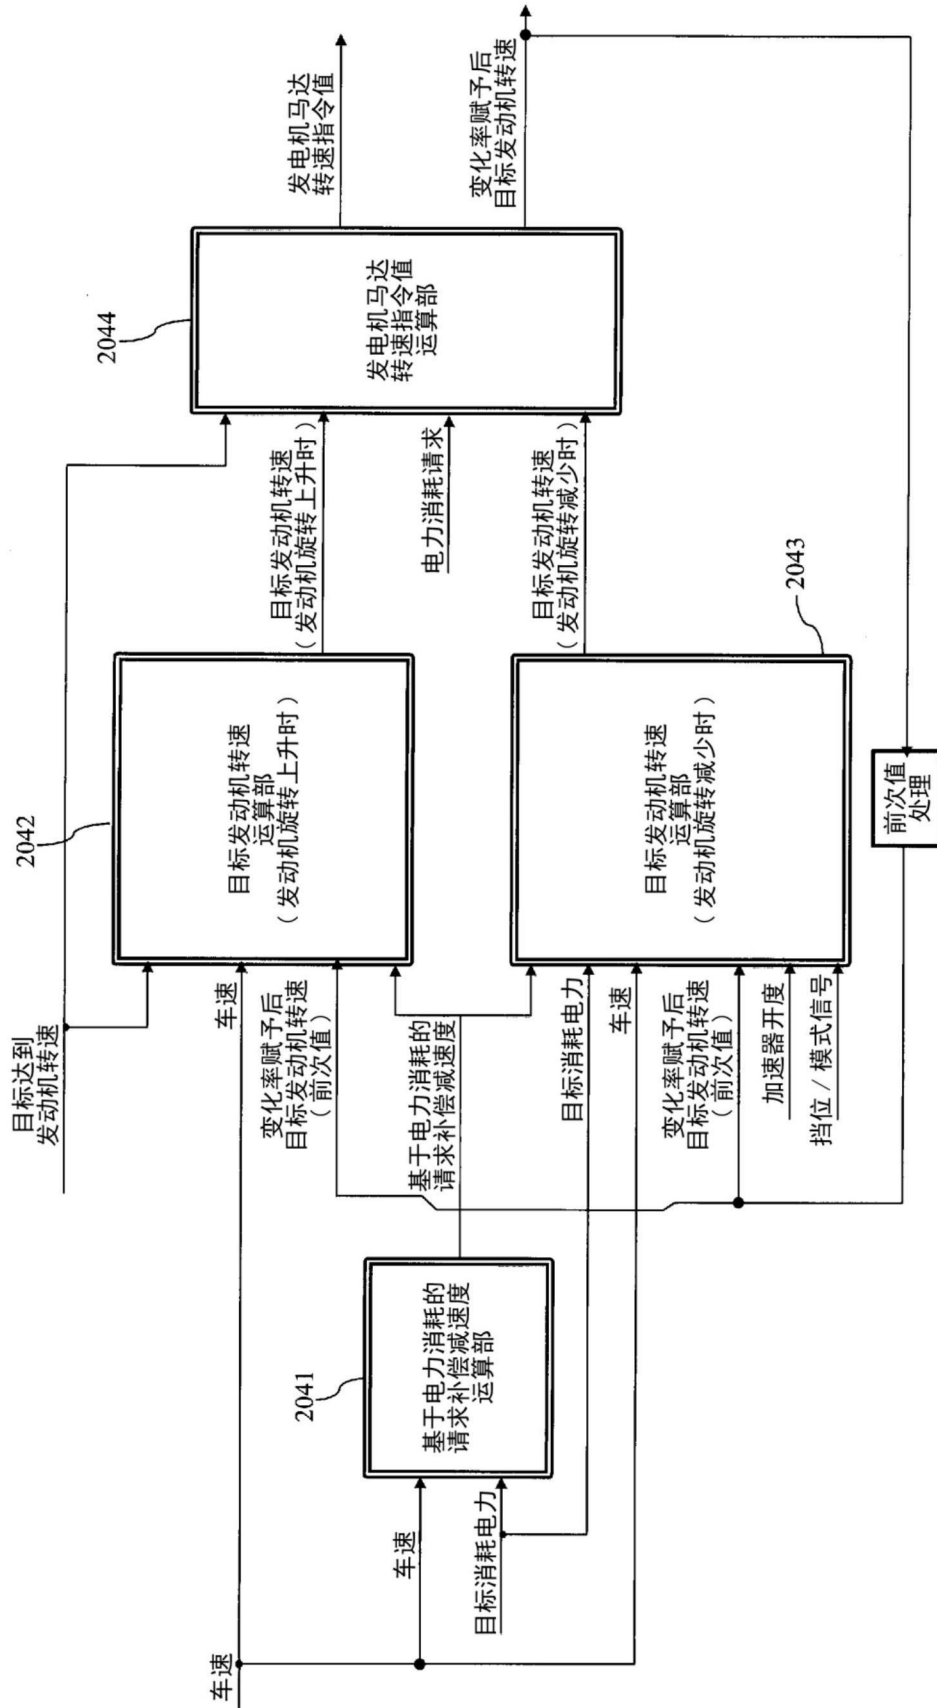 目标达到
发动机转速
车速
车速
目标消耗电力
2041
基于电力消耗的
请求补偿减速度
运算部
基于电力消耗的
请求补偿减速度
车速
变化率赋予后
目标发动机转速
（前次值）
2042
目标发动机转速
运算部
（发动机旋转上升时）
目标发动机转速
（发动机旋转上升时）
目标消耗电力
车速
变化率赋予后
目标发动机转速
（前次值）
加速器开度
挡位／模式信号
2043
目标发动机转速
运算部
（发动机旋转减少时）
目标发动机转速
（发动机旋转减少时）
电力消耗请求
2044
发电机马达
转速指令值
运算部
发电机马达
转速指令值
变化率赋予后
目标发动机转速
前次值
处理